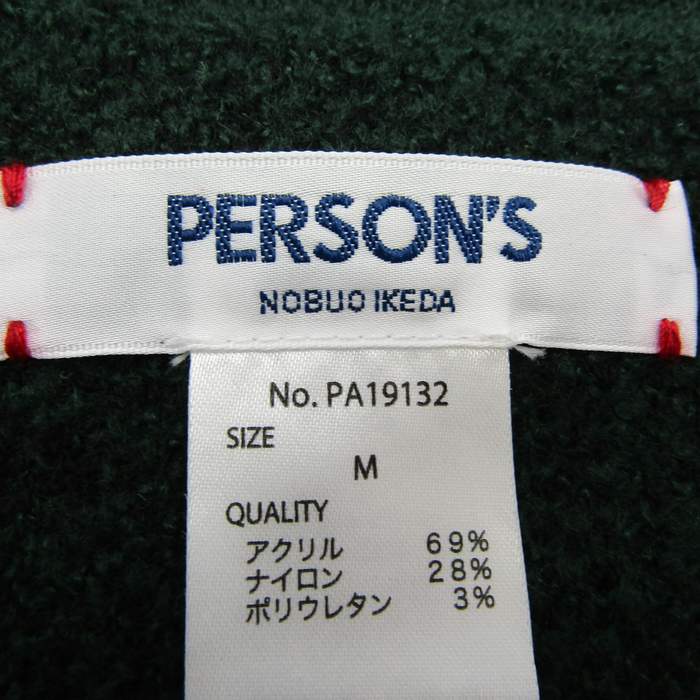 PERSON'S
NOBUO IKEDA
No. PA19132
SIZE
M
QUALITY
アクリル 69%
ナイロン 28%
ポリウレタン 3%